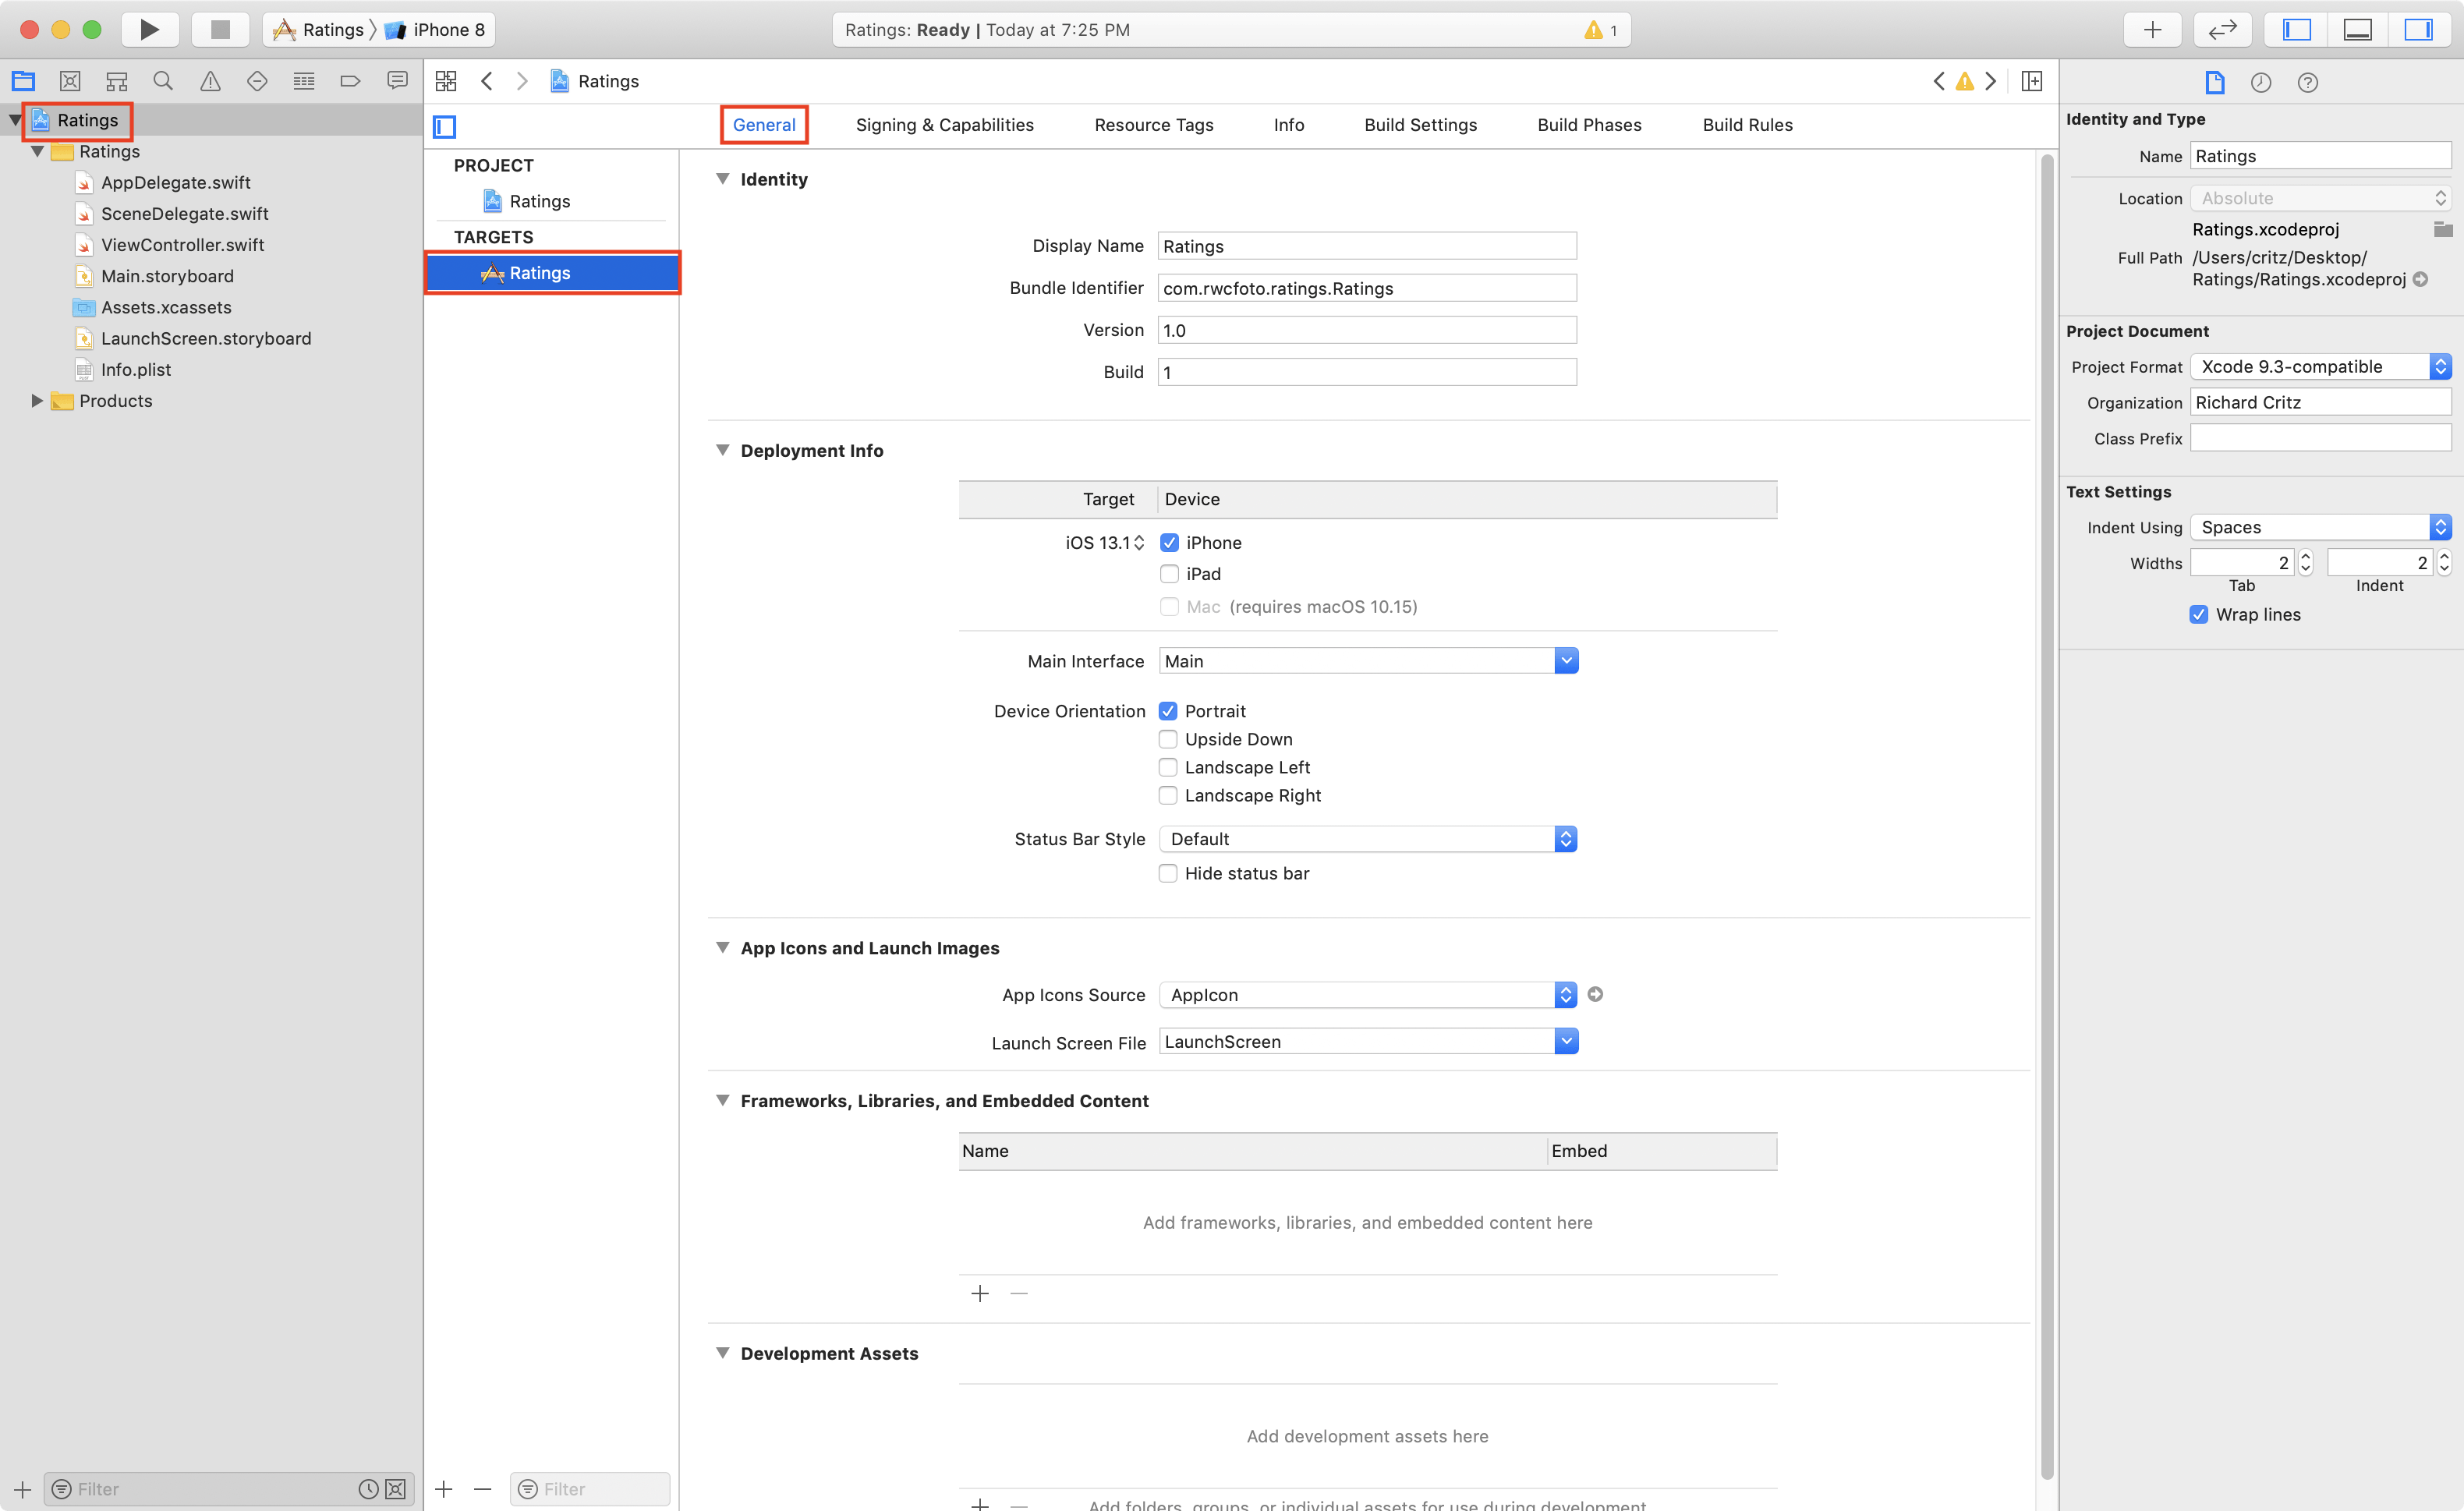 Ratings iPhone 8
Ratings: Ready | Today at 7:25 PM 1
Ratings
Ratings
AppDelegate.swift
SceneDelegate.swift
ViewController.swift
Main.storyboard
Assets.xcassets
LaunchScreen.storyboard
Info.plist
Products
Filter
Ratings
General Signing & Capabilities Resource Tags Info Build Settings Build Phases Build Rules
PROJECT
Ratings
TARGETS
Ratings
Filter
Identity
Display Name Ratings
Bundle Identifier com.rwcfoto.ratings.Ratings
Version 1.0
Build 1
Deployment Info
Target Device
iOS 13.1 iPhone
iPad
Mac (requires macOS 10.15)
Main Interface Main
Device Orientation Portrait
Upside Down
Landscape Left
Landscape Right
Status Bar Style Default
Hide status bar
App Icons and Launch Images
App Icons Source AppIcon
Launch Screen File LaunchScreen
Frameworks, Libraries, and Embedded Content
Name Embed
Add frameworks, libraries, and embedded content here
Development Assets
Add development assets here
Add folders, groups, or individual assets for use during development
Identity and Type
Name Ratings
Location Absolute
Ratings.xcodeproj
Full Path /Users/critz/Desktop/
Ratings/Ratings.xcodeproj
Project Document
Project Format Xcode 9.3-compatible
Organization Richard Critz
Class Prefix
Text Settings
Indent Using Spaces
Widths 2 2
Tab Indent
Wrap lines